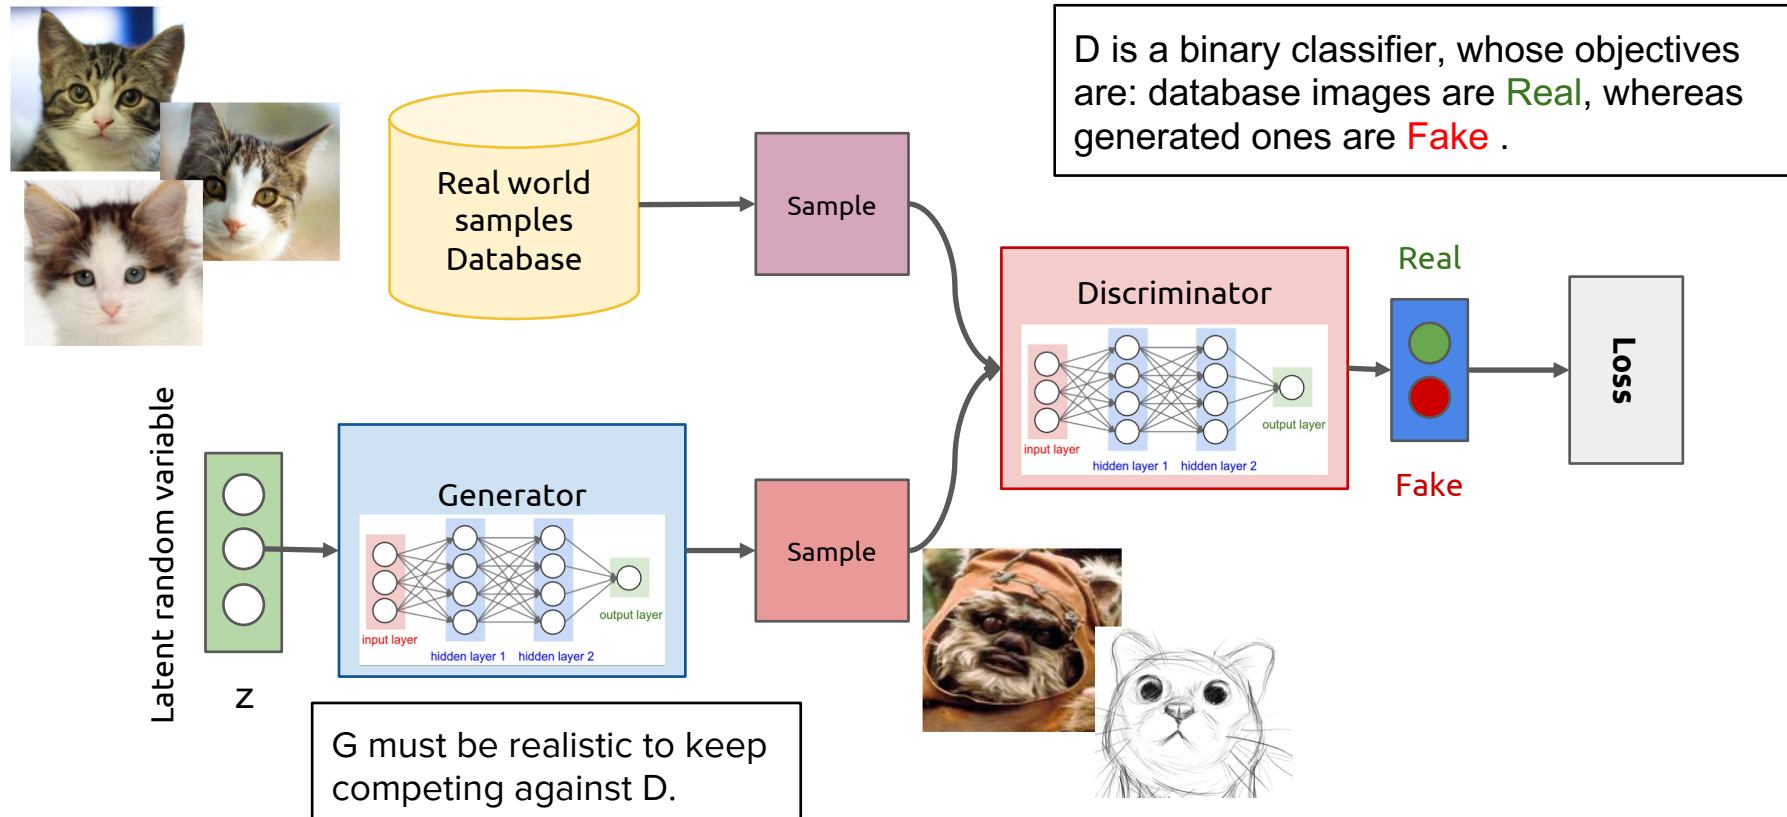 D is a binary classifier, whose objectives
are: database images are Real, whereas
generated ones are Fake .
Real world
samples
Database
Sample
Discriminator
input layer
hidden layer 1
hidden layer 2
output layer
Real
Fake
Loss
Latent random variable
z
Generator
input layer
hidden layer 1
hidden layer 2
output layer
Sample
G must be realistic to keep
competing against D.